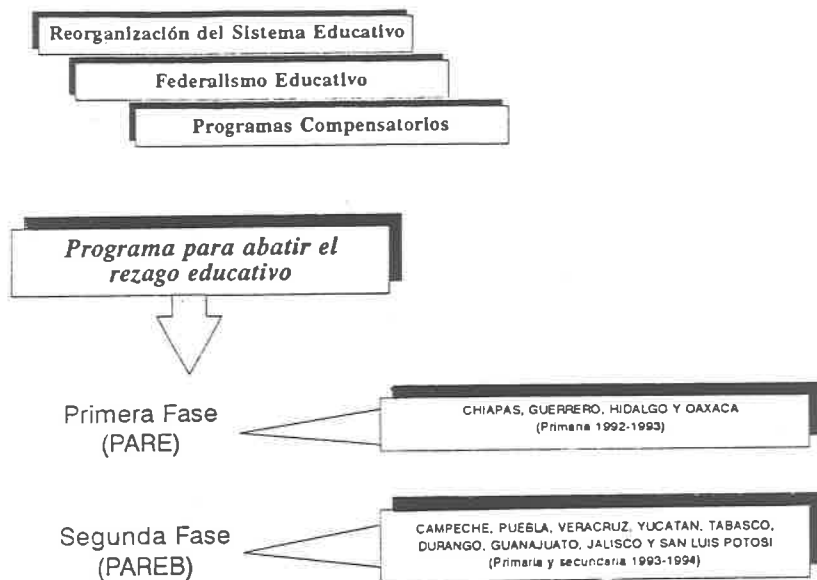 Reorganización del Sistema Educativo
Federalismo Educativo
Programas Compensatorios
Programa para abatir el
rezago educativo
Primera Fase
(PARE)
CHIAPAS, GUERRERO, HIDALGO Y OAXACA
(Primaria 1992-1993)
Segunda Fase
(PAREB)
CAMPECHE, PUEBLA, VERACRUZ, YUCATAN, TABASCO,
DURANGO, GUANAJUATO, JALISCO Y SAN LUIS POTOSI
(Primaria y secundaria 1993-1994)